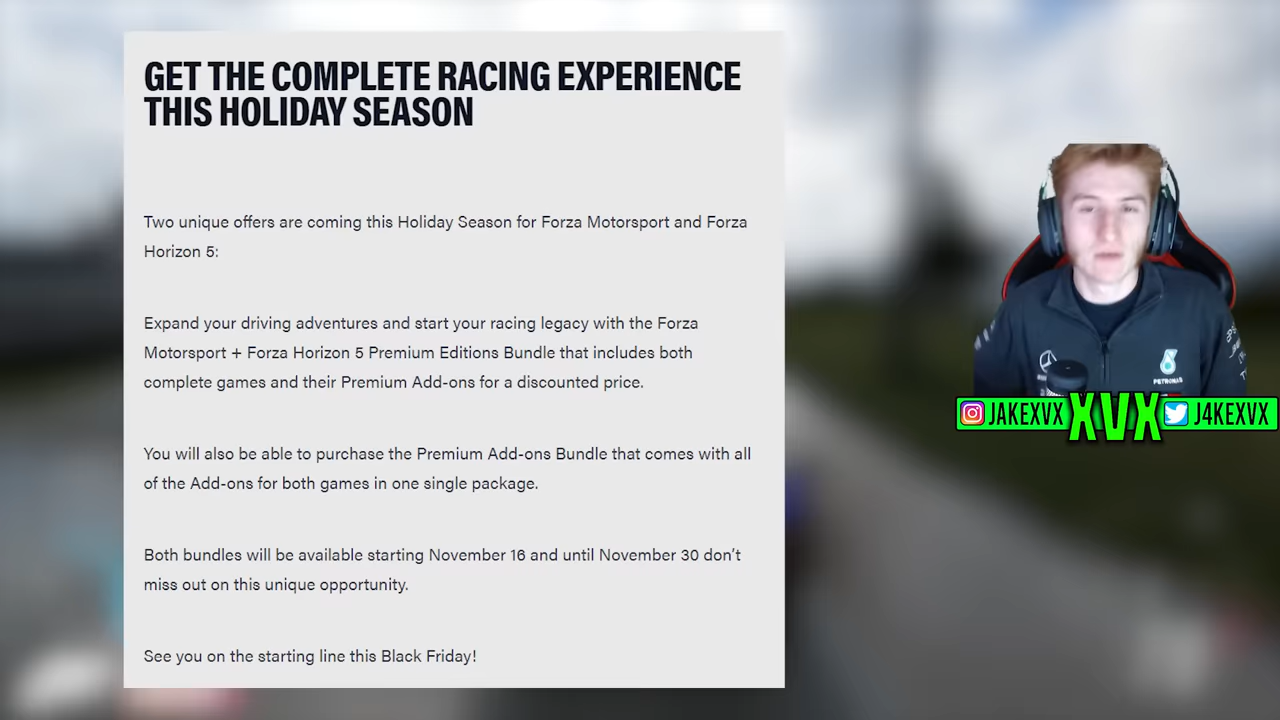 GET THE COMPLETE RACING EXPERIENCE
THIS HOLIDAY SEASON
Two unique offers are coming this Holiday Season for Forza Motorsport and Forza
Horizon 5:
Expand your driving adventures and start your racing legacy with the Forza
Motorsport + Forza Horizon 5 Premium Editions Bundle that includes both
complete games and their Premium Add-ons for a discounted price.
You will also be able to purchase the Premium Add-ons Bundle that comes with all
of the Add-ons for both games in one single package.
Both bundles will be available starting November 16 and until November 30 don't
miss out on this unique opportunity.
See you on the starting line this Black Friday!
PETRONAS
JAKEXVX XVX J4KEXVX